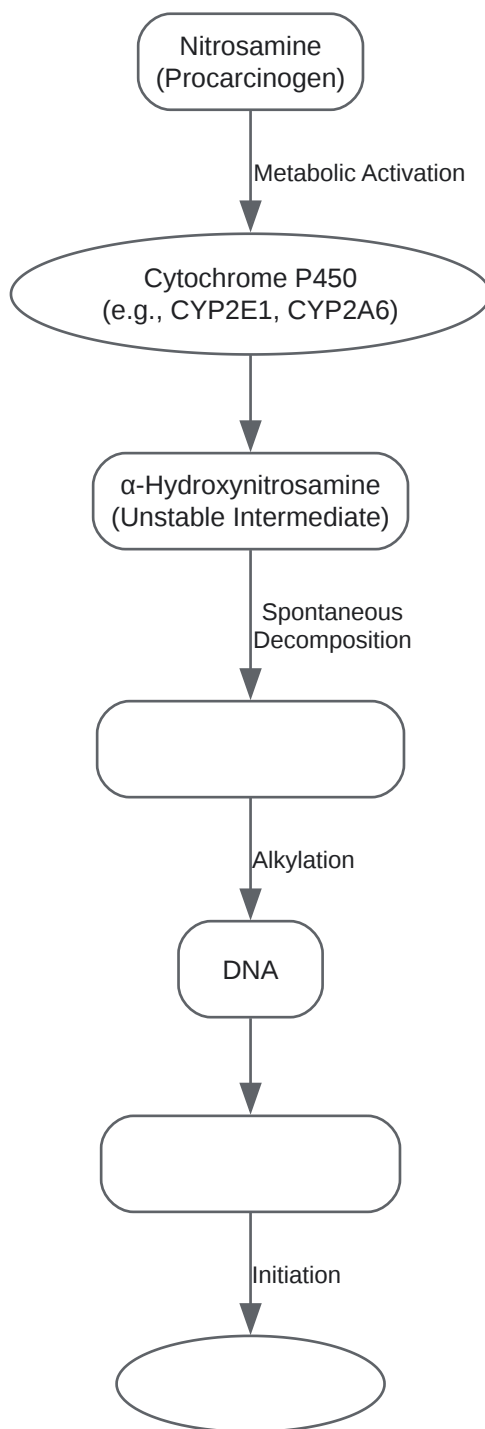 Nitrosamine
(Procarcinogen)
Metabolic Activation
Cytochrome P450
(e.g., CYP2E1, CYP2A6)
α-Hydroxynitrosamine
(Unstable Intermediate)
Spontaneous
Decomposition
Alkylation
DNA
Initiation